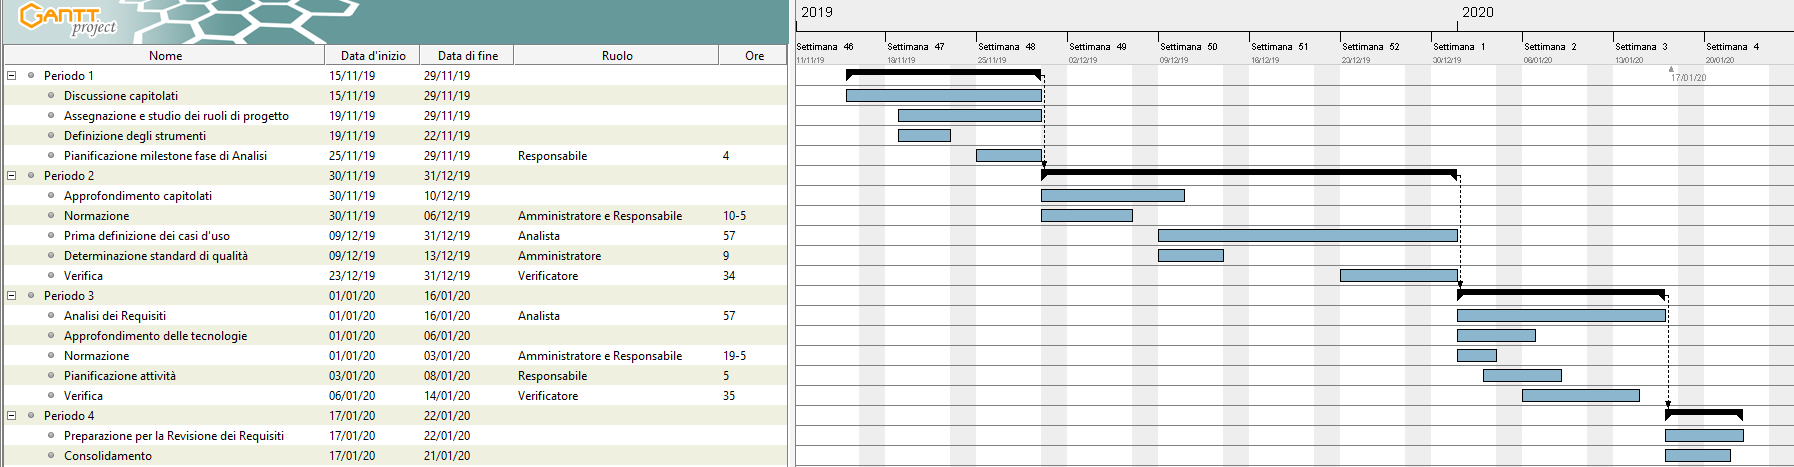 GANTT
project
2019 2020
Settimana 46 Settimana 47 Settimana 48 Settimana 49 Settimana 50 Settimana 51 Settimana 52 Settimana 1 Settimana 2 Settimana 3 Settimana 4
11/11/19 18/11/19 25/11/19 02/12/19 09/12/19 16/12/19 23/12/19 30/12/19 06/01/20 13/01/20 20/01/20
17/01/20
Nome Data d'inizio Data di fine Ruolo Ore
Periodo 1 15/11/19 29/11/19
Discussione capitolati 15/11/19 29/11/19
Assegnazione e studio dei ruoli di progetto 19/11/19 29/11/19
Definizione degli strumenti 19/11/19 22/11/19
Pianificazione milestone fase di Analisi 25/11/19 29/11/19 Responsabile 4
Periodo 2 30/11/19 31/12/19
Approfondimento capitolati 30/11/19 10/12/19
Normazione 30/11/19 06/12/19 Amministratore e Responsabile 10-5
Prima definizione dei casi d'uso 09/12/19 31/12/19 Analista 57
Determinazione standard di qualità 09/12/19 13/12/19 Amministratore 9
Verifica 23/12/19 31/12/19 Verificatore 34
Periodo 3 01/01/20 16/01/20
Analisi dei Requisiti 01/01/20 16/01/20 Analista 57
Approfondimento delle tecnologie 01/01/20 06/01/20
Normazione 01/01/20 03/01/20 Amministratore e Responsabile 19-5
Pianificazione attività 03/01/20 08/01/20 Responsabile 5
Verifica 06/01/20 14/01/20 Verificatore 35
Periodo 4 17/01/20 22/01/20
Preparazione per la Revisione dei Requisiti 17/01/20 22/01/20
Consolidamento 17/01/20 21/01/20